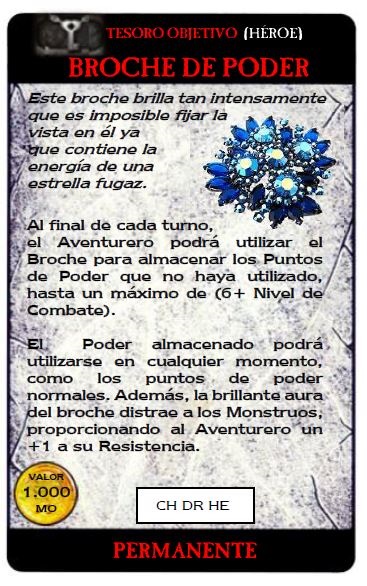 TESORO OBJETIVO (HÉROE)
BROCHE DE PODER
Este broche brilla tan intensamente
que es imposible fijar la
vista en él ya
que contiene la
energía de una
estrella fugaz.
Al final de cada turno,
el Aventurero podrá utilizar el
Broche para almacenar los Puntos
de Poder que no haya utilizado,
hasta un máximo de (6+ Nivel de
Combate).
El Poder almacenado podrá
utilizarse en cualquier momento,
como los puntos de poder
normales. Además, la brillante aura
del broche distrae a los Monstruos,
proporcionando al Aventurero un
+1 a su Resistencia.
VALOR
1.000
MO
CH DR HE
PERMANENTE